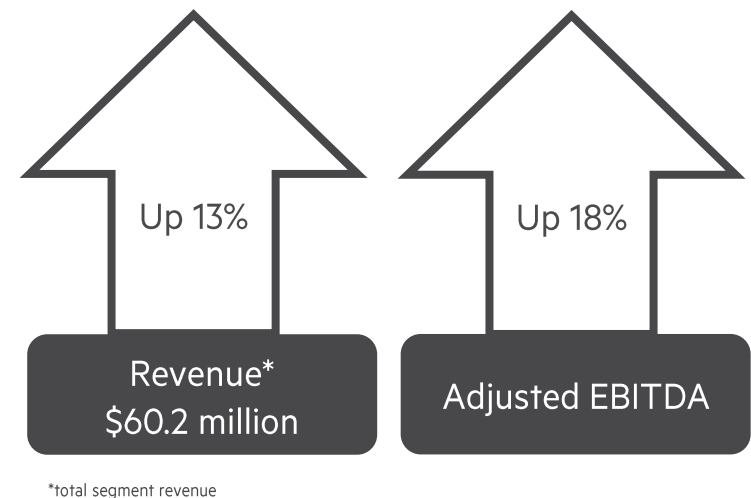 Up 13%
Up 18%
Revenue*
$60.2 million
Adjusted EBITDA
*total segment revenue